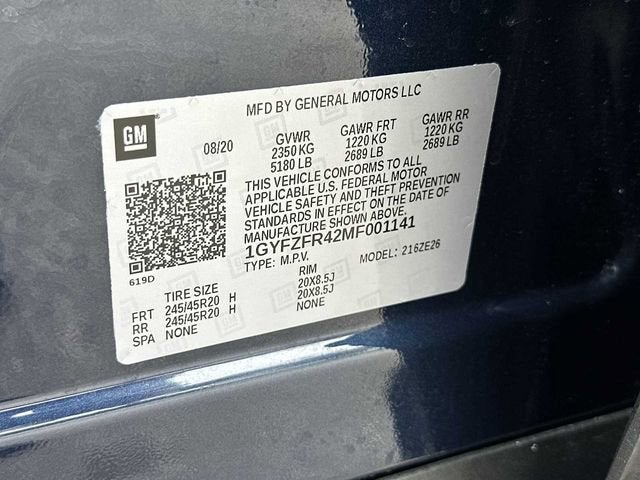 MFD BY GENERAL MOTORS LLC
GM
08/20 GVWR GAWR FRT GAWR RR
2350 KG 1220 KG 1220 KG
5180 LB 2689 LB 2689 LB
THIS VEHICLE CONFORMS TO ALL
APPLICABLE U.S. FEDERAL MOTOR
VEHICLE SAFETY AND THEFT PREVENTION
STANDARDS IN EFFECT ON THE DATE OF
MANUFACTURE SHOWN ABOVE.
1GYFZFR42MF001141
TYPE: M.P.V. MODEL: 216ZE26
619D
TIRE SIZE RIM
FRT 245/45R20 H 20X8.5J
RR 245/45R20 H 20X8.5J
SPA NONE NONE